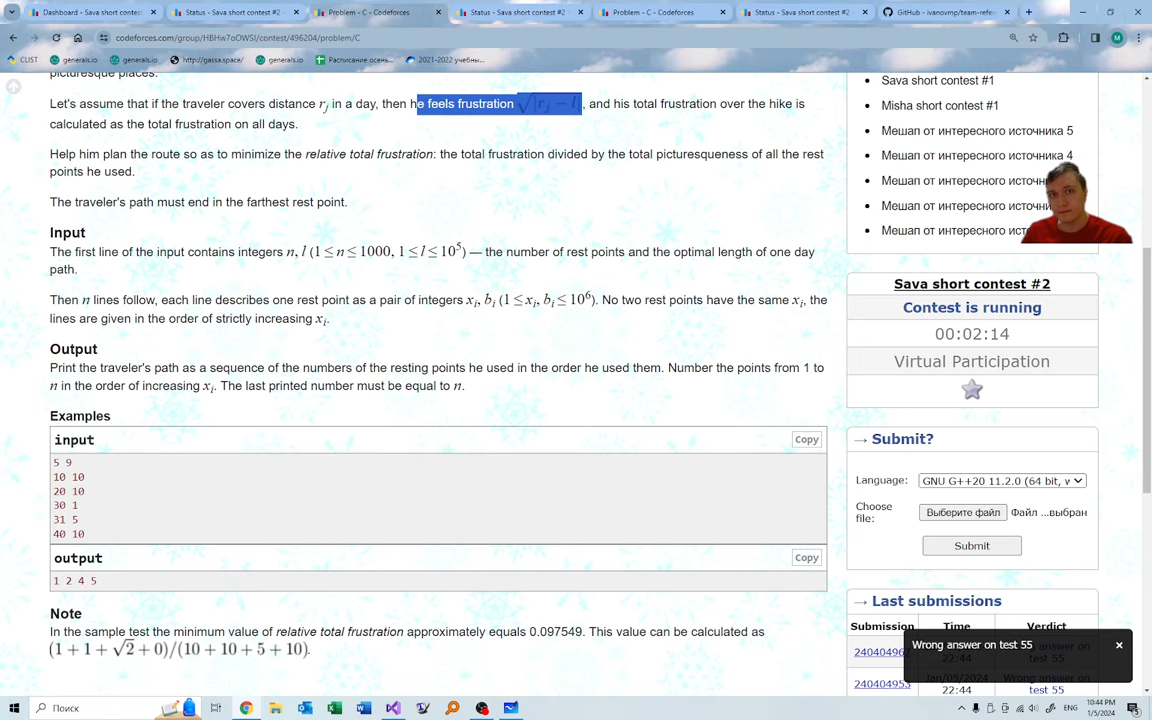 Dashboard - Sava short contest
Status - Sava short contest #2 -
Problem - C - Codeforces
Status - Sava short contest #2 -
Problem - C - Codeforces
Status - Sava short contest #2
GitHub - ivanovmp/team-refe
codeforces.com/group/HBHw7oOWSI/contest/496204/problem/C
CLIST
generals.io
generals.io
http://gassa.space/
generals.io
Расписание осень...
2021-2022 учебны...
picturesque places.
Let's assume that if the traveler covers distance r_j in a day, then he feels frustration √|r_j − l|, and his total frustration over the hike is
calculated as the total frustration on all days.
Help him plan the route so as to minimize the relative total frustration: the total frustration divided by the total picturesqueness of all the rest
points he used.
The traveler's path must end in the farthest rest point.
Input
The first line of the input contains integers n, l (1 ≤ n ≤ 1000, 1 ≤ l ≤ 10^5) — the number of rest points and the optimal length of one day
path.
Then n lines follow, each line describes one rest point as a pair of integers x_i, b_i (1 ≤ x_i, b_i ≤ 10^6). No two rest points have the same x_i, the
lines are given in the order of strictly increasing x_i.
Output
Print the traveler's path as a sequence of the numbers of the resting points he used in the order he used them. Number the points from 1 to
n in the order of increasing x_i. The last printed number must be equal to n.
Examples
input
Copy
5 9
10 10
20 10
30 1
31 5
40 10
output
Copy
1 2 4 5
Note
In the sample test the minimum value of relative total frustration approximately equals 0.097549. This value can be calculated as
(1 + 1 + √2 + 0)/(10 + 10 + 5 + 10).
Sava short contest #1
Misha short contest #1
Мешап от интересного источника 5
Мешап от интересного источника 4
Мешап от интересного источни
Мешап от интересного источни
Мешап от интересного источни
Sava short contest #2
Contest is running
00:02:14
Virtual Participation
→ Submit?
Language:
GNU G++20 11.2.0 (64 bit, v
Choose
file:
Выберите файл
Файл ...выбран
Submit
→ Last submissions
Submission Time Verdict
22:44
Wrong answer on test 55
240404953
Jan/05/2024
22:44
Wrong answer on
test 55
Поиск
ENG
10:44 PM
1/5/2024